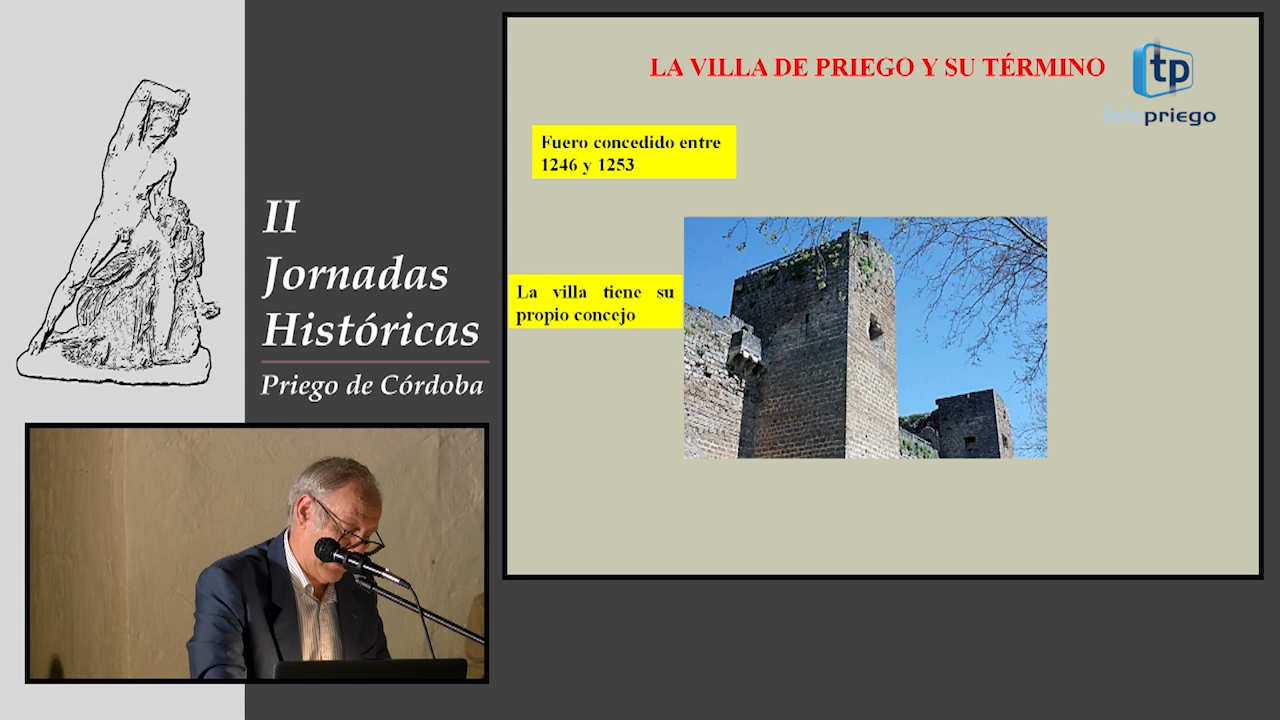 II
Jornadas
Históricas
Priego de Córdoba
LA VILLA DE PRIEGO Y SU TÉRMINO
tp
telepriego
Fuero concedido entre
1246 y 1253
La villa tiene su
propio concejo